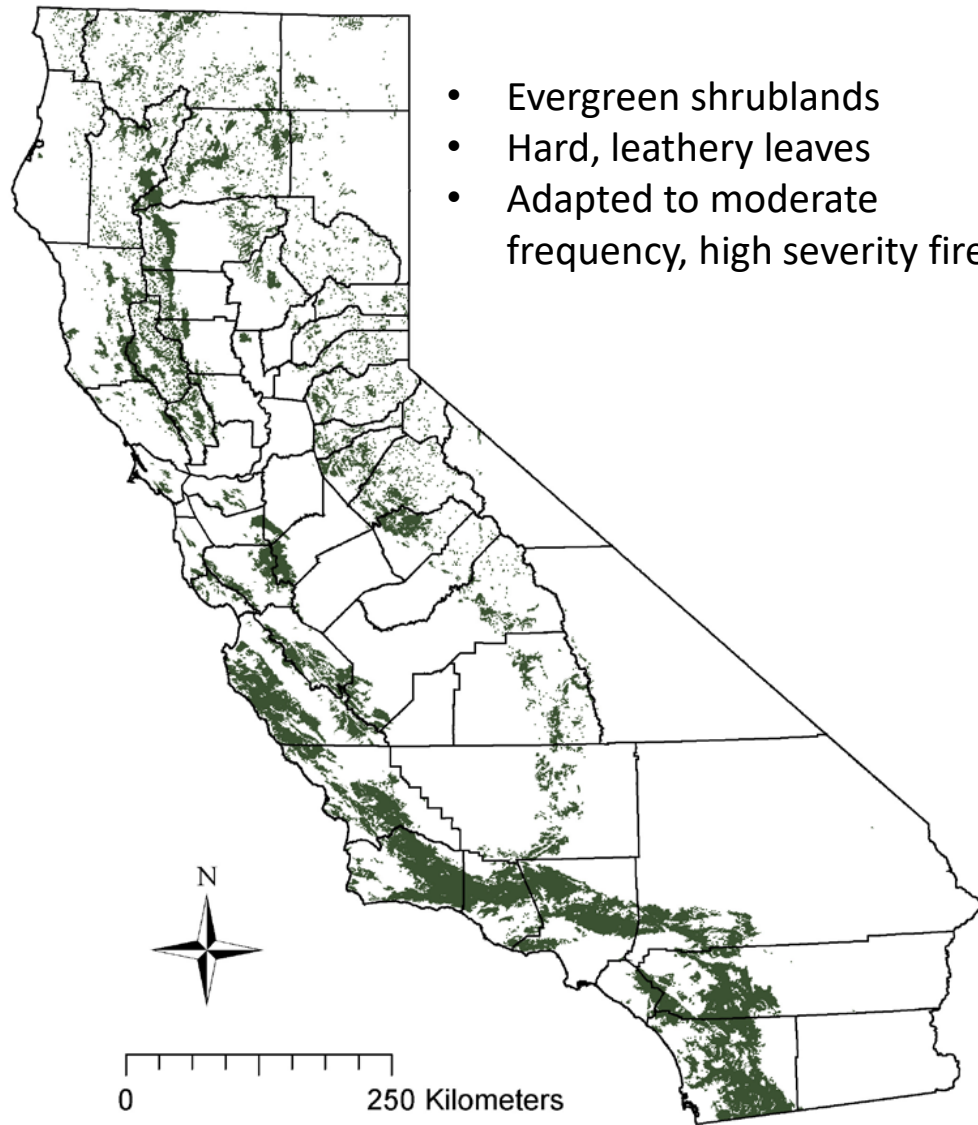 • Evergreen shrublands
• Hard, leathery leaves
• Adapted to moderate
frequency, high severity fire
N
0 250 Kilometers